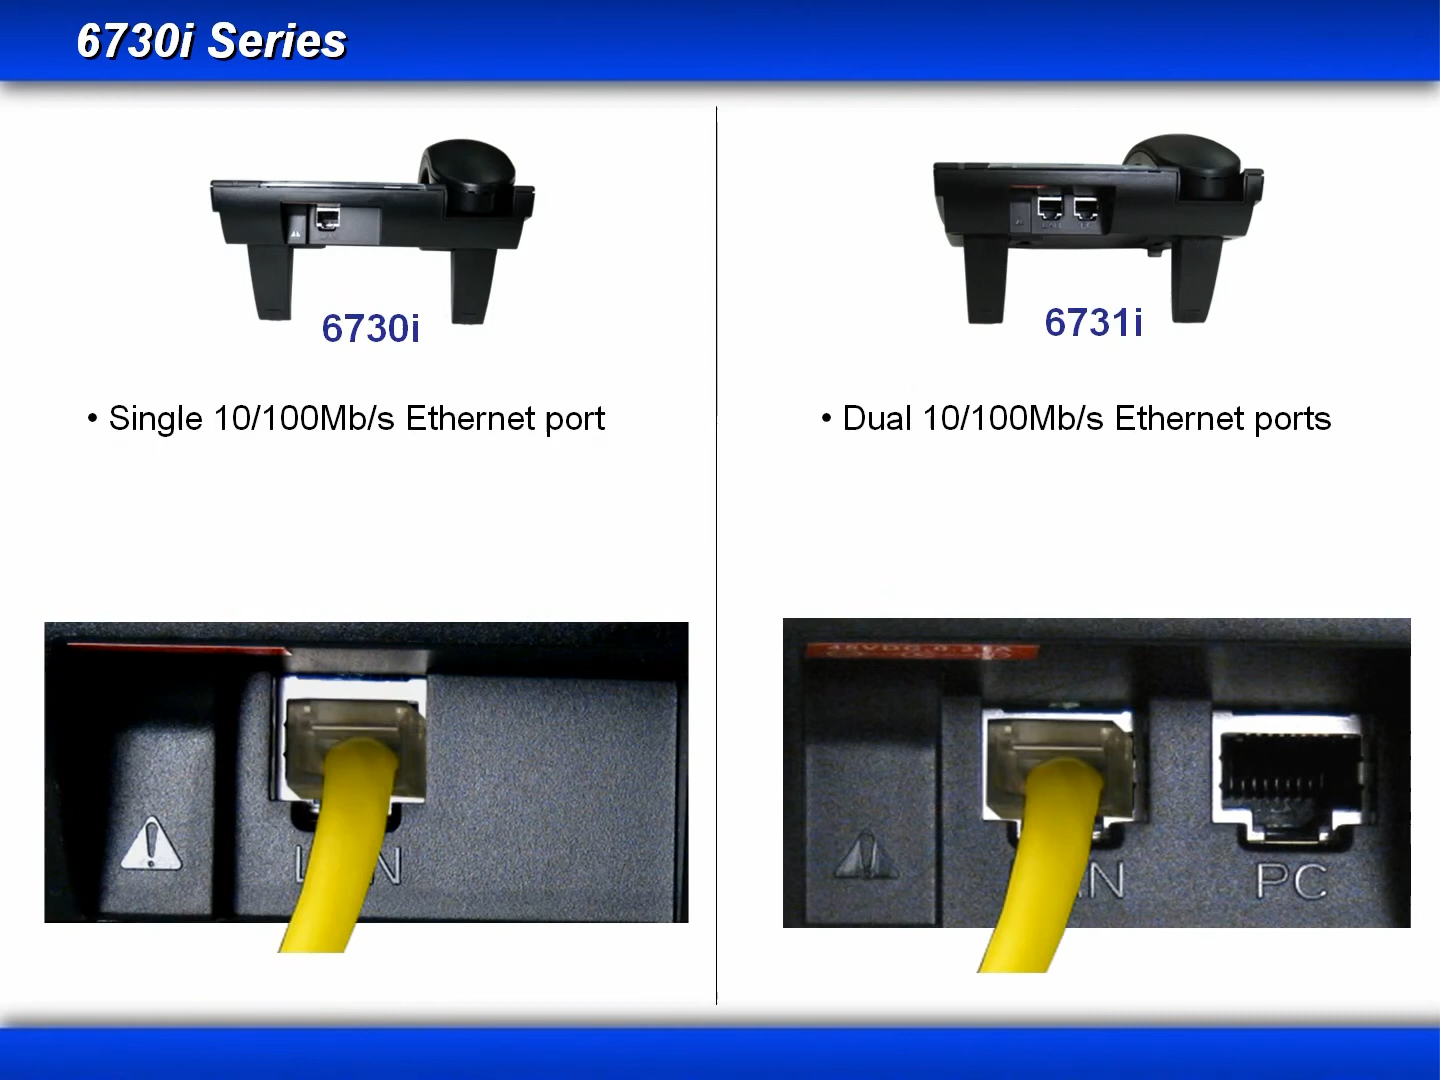 6730i Series
6730i
• Single 10/100Mb/s Ethernet port
6731i
• Dual 10/100Mb/s Ethernet ports
PC